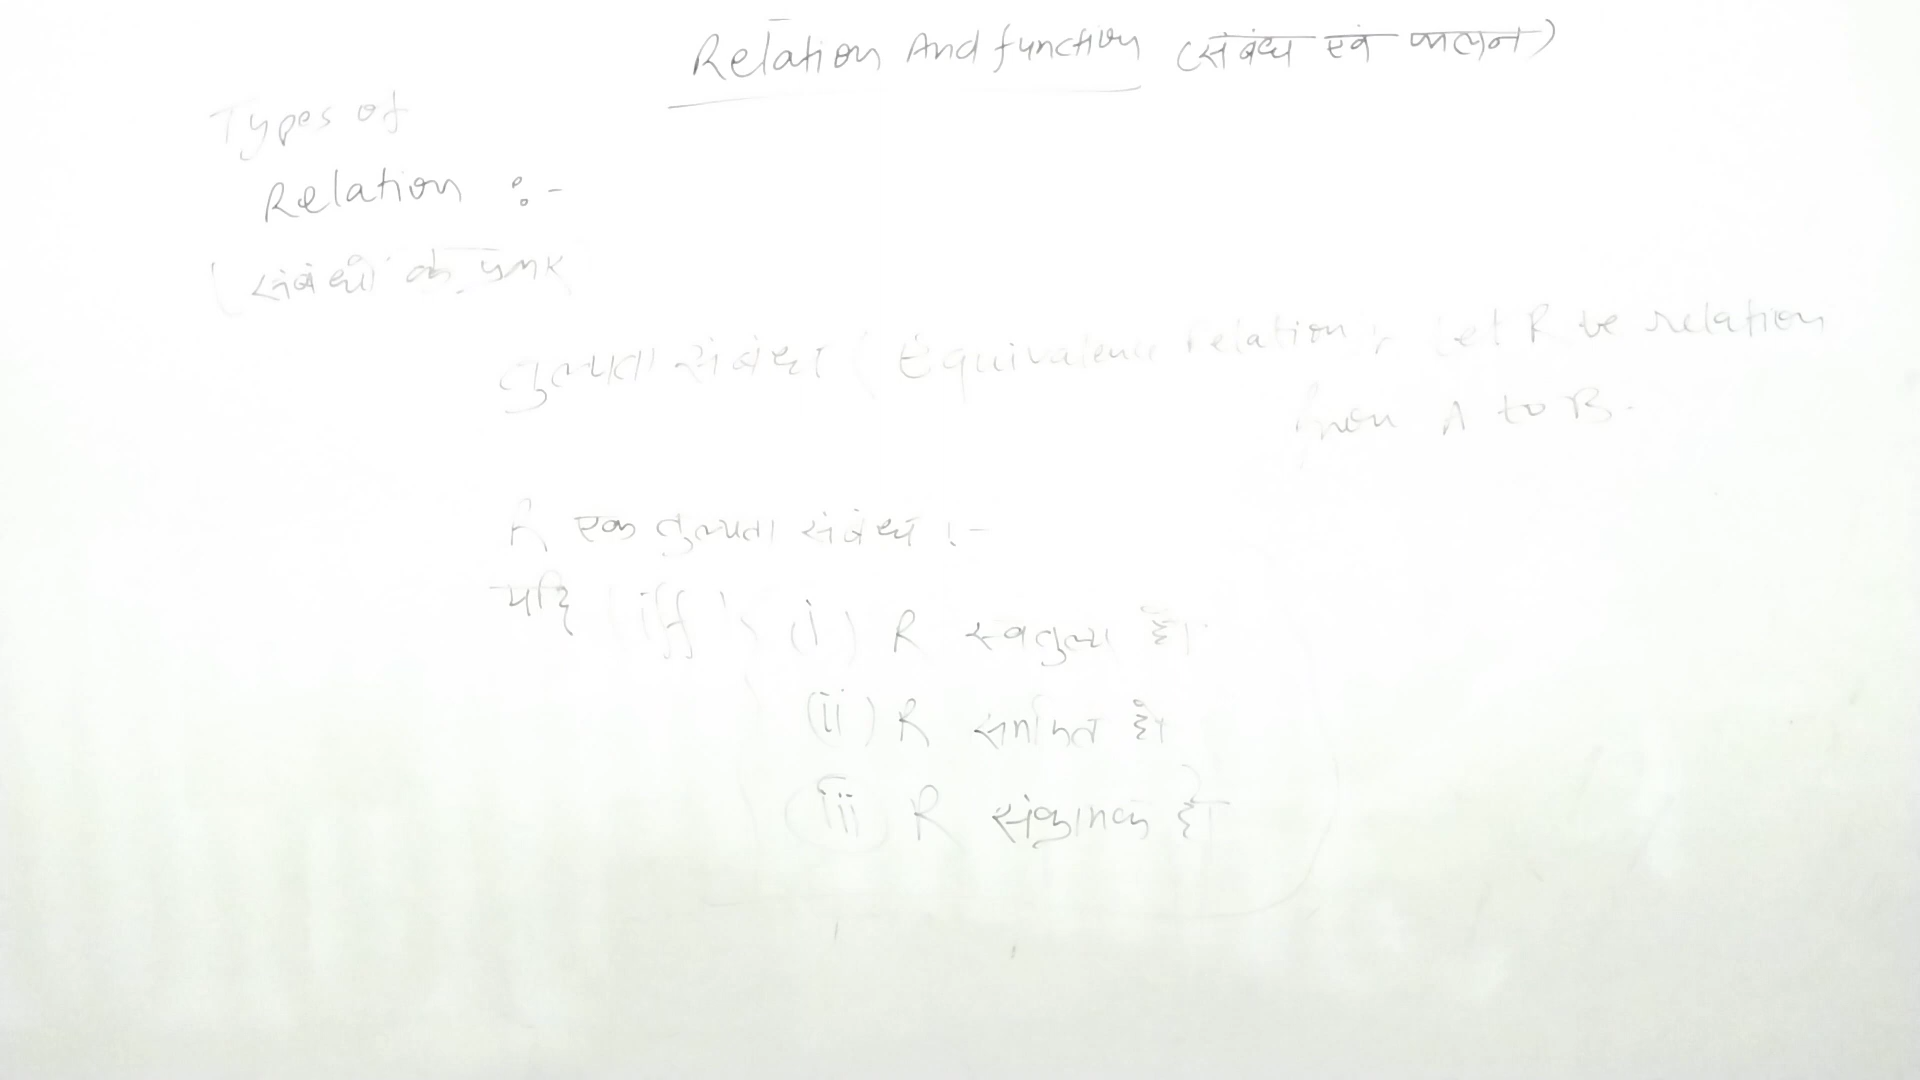 Relation And function (संबंध एवं फलन)
Types of
Relation :-
(संबंधों के प्रकार
तुल्यता संबंध (Equivalence relation) Let R be relation
from A to B.
R एक तुल्यता संबंध :-
यदि (iff) (i) R स्वतुल्य है।
(ii) R सममित है।
(iii) R संक्रामक है।